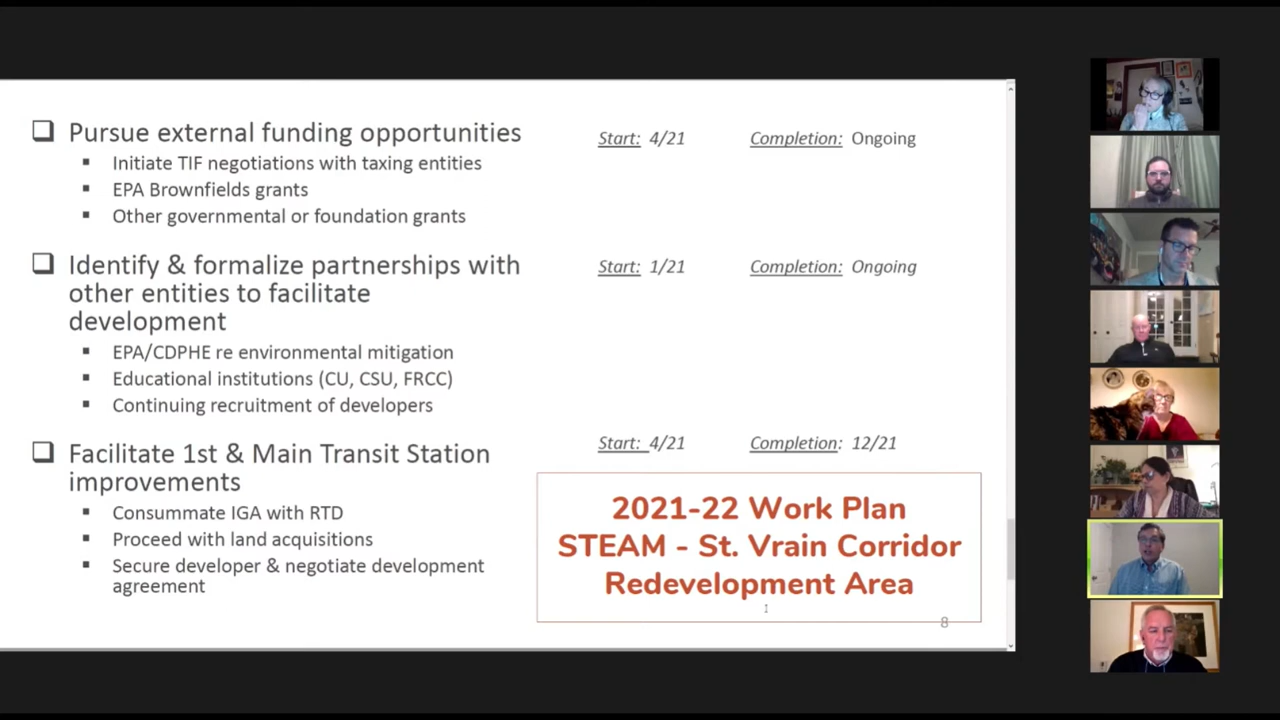 Pursue external funding opportunities
Start: 4/21
Completion: Ongoing
Initiate TIF negotiations with taxing entities
EPA Brownfields grants
Other governmental or foundation grants
Identify & formalize partnerships with
other entities to facilitate
development
Start: 1/21
Completion: Ongoing
EPA/CDPHE re environmental mitigation
Educational institutions (CU, CSU, FRCC)
Continuing recruitment of developers
Facilitate 1st & Main Transit Station
improvements
Start: 4/21
Completion: 12/21
Consummate IGA with RTD
Proceed with land acquisitions
Secure developer & negotiate development
agreement
2021-22 Work Plan
STEAM - St. Vrain Corridor
Redevelopment Area
8